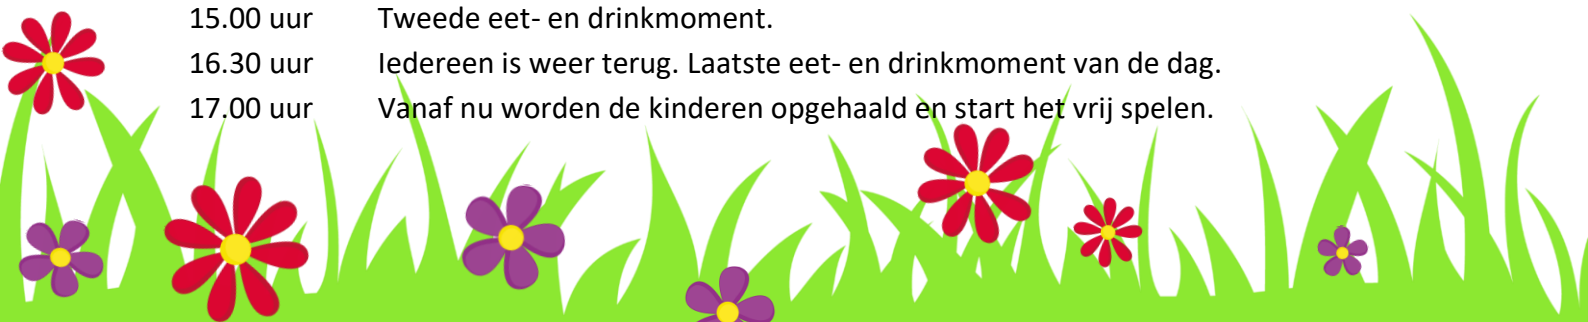 15.00 uur Tweede eet- en drinkmoment.
16.30 uur Iedereen is weer terug. Laatste eet- en drinkmoment van de dag.
17.00 uur Vanaf nu worden de kinderen opgehaald en start het vrij spelen.